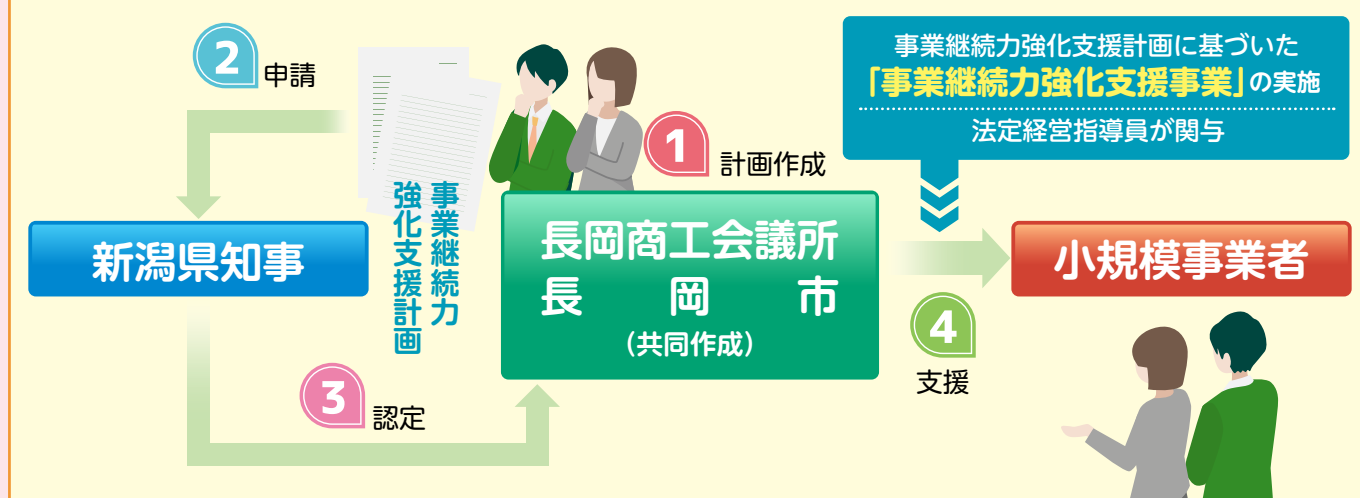 事業継続力強化支援計画に基づいた
「事業継続力強化支援事業」の実施
法定経営指導員が関与
2
申請
1
計画作成
事業継続力
強化支援計画
新潟県知事
長岡商工会議所
長岡市
(共同作成)
小規模事業者
3
認定
4
支援